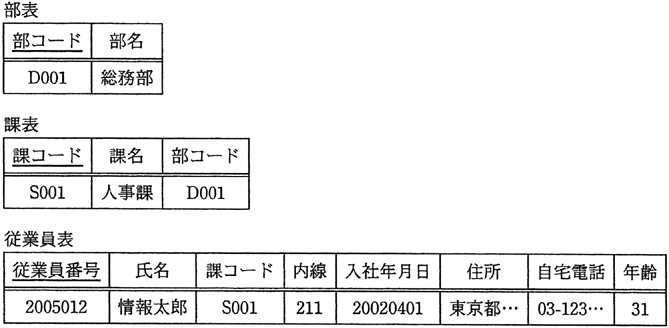 部表
部コード 部名
D001 総務部
課表
課コード 課名 部コード
S001 人事課 D001
従業員表
従業員番号 氏名 課コード 内線 入社年月日 住所 自宅電話 年齢
2005012 情報太郎 S001 211 20020401 東京都… 03-123… 31